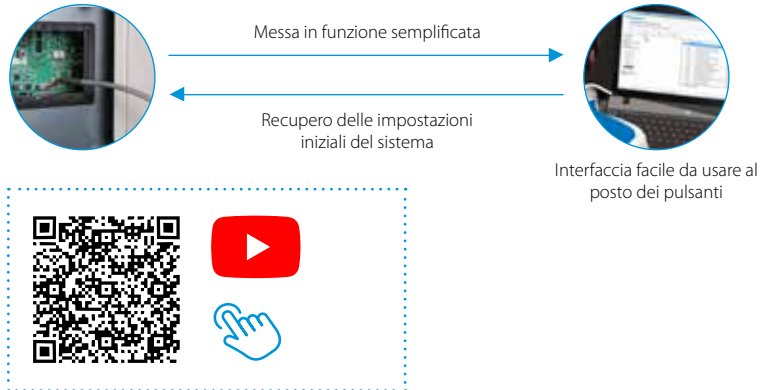 Messa in funzione semplificata
Recupero delle impostazioni
iniziali del sistema
Interfaccia facile da usare al
posto dei pulsanti